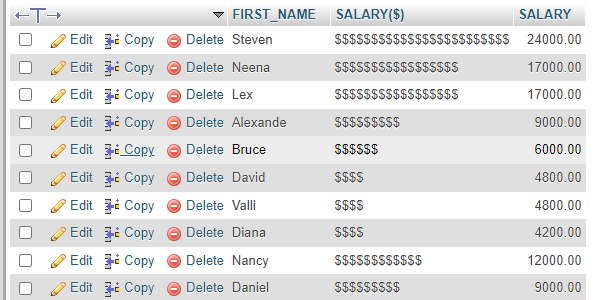 FIRST_NAME SALARY($) SALARY
Edit Copy Delete Steven $$$$$$$$$$$$$$$$$$$$$$$$ 24000.00
Edit Copy Delete Neena $$$$$$$$$$$$$$$$$ 17000.00
Edit Copy Delete Lex $$$$$$$$$$$$$$$$$ 17000.00
Edit Copy Delete Alexande $$$$$$$$$ 9000.00
Edit Copy Delete Bruce $$$$$$ 6000.00
Edit Copy Delete David $$$$ 4800.00
Edit Copy Delete Valli $$$$ 4800.00
Edit Copy Delete Diana $$$$ 4200.00
Edit Copy Delete Nancy $$$$$$$$$$$$ 12000.00
Edit Copy Delete Daniel $$$$$$$$$ 9000.00